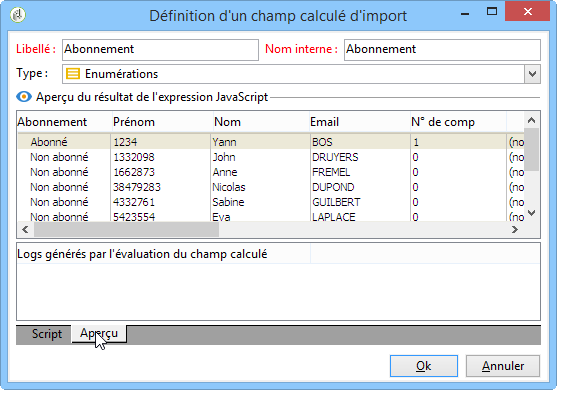 Définition d'un champ calculé d'import
Libellé : Abonnement Nom interne : Abonnement
Type : Enumérations
Aperçu du résultat de l'expression JavaScript
Abonnement Prénom Nom Email N° de comp
Abonné 1234 Yann BOS 1 (no
Non abonné 1332098 John DRUYERS 0 (no
Non abonné 1662873 Anne FREMEL 0 (no
Non abonné 38479283 Nicolas DUPOND 0 (no
Non abonné 4332761 Sabine GUILBERT 0 (no
Non abonné 5423554 Eva LAPLACE 0 (no
Logs générés par l'évaluation du champ calculé
Script Aperçu
Ok Annuler